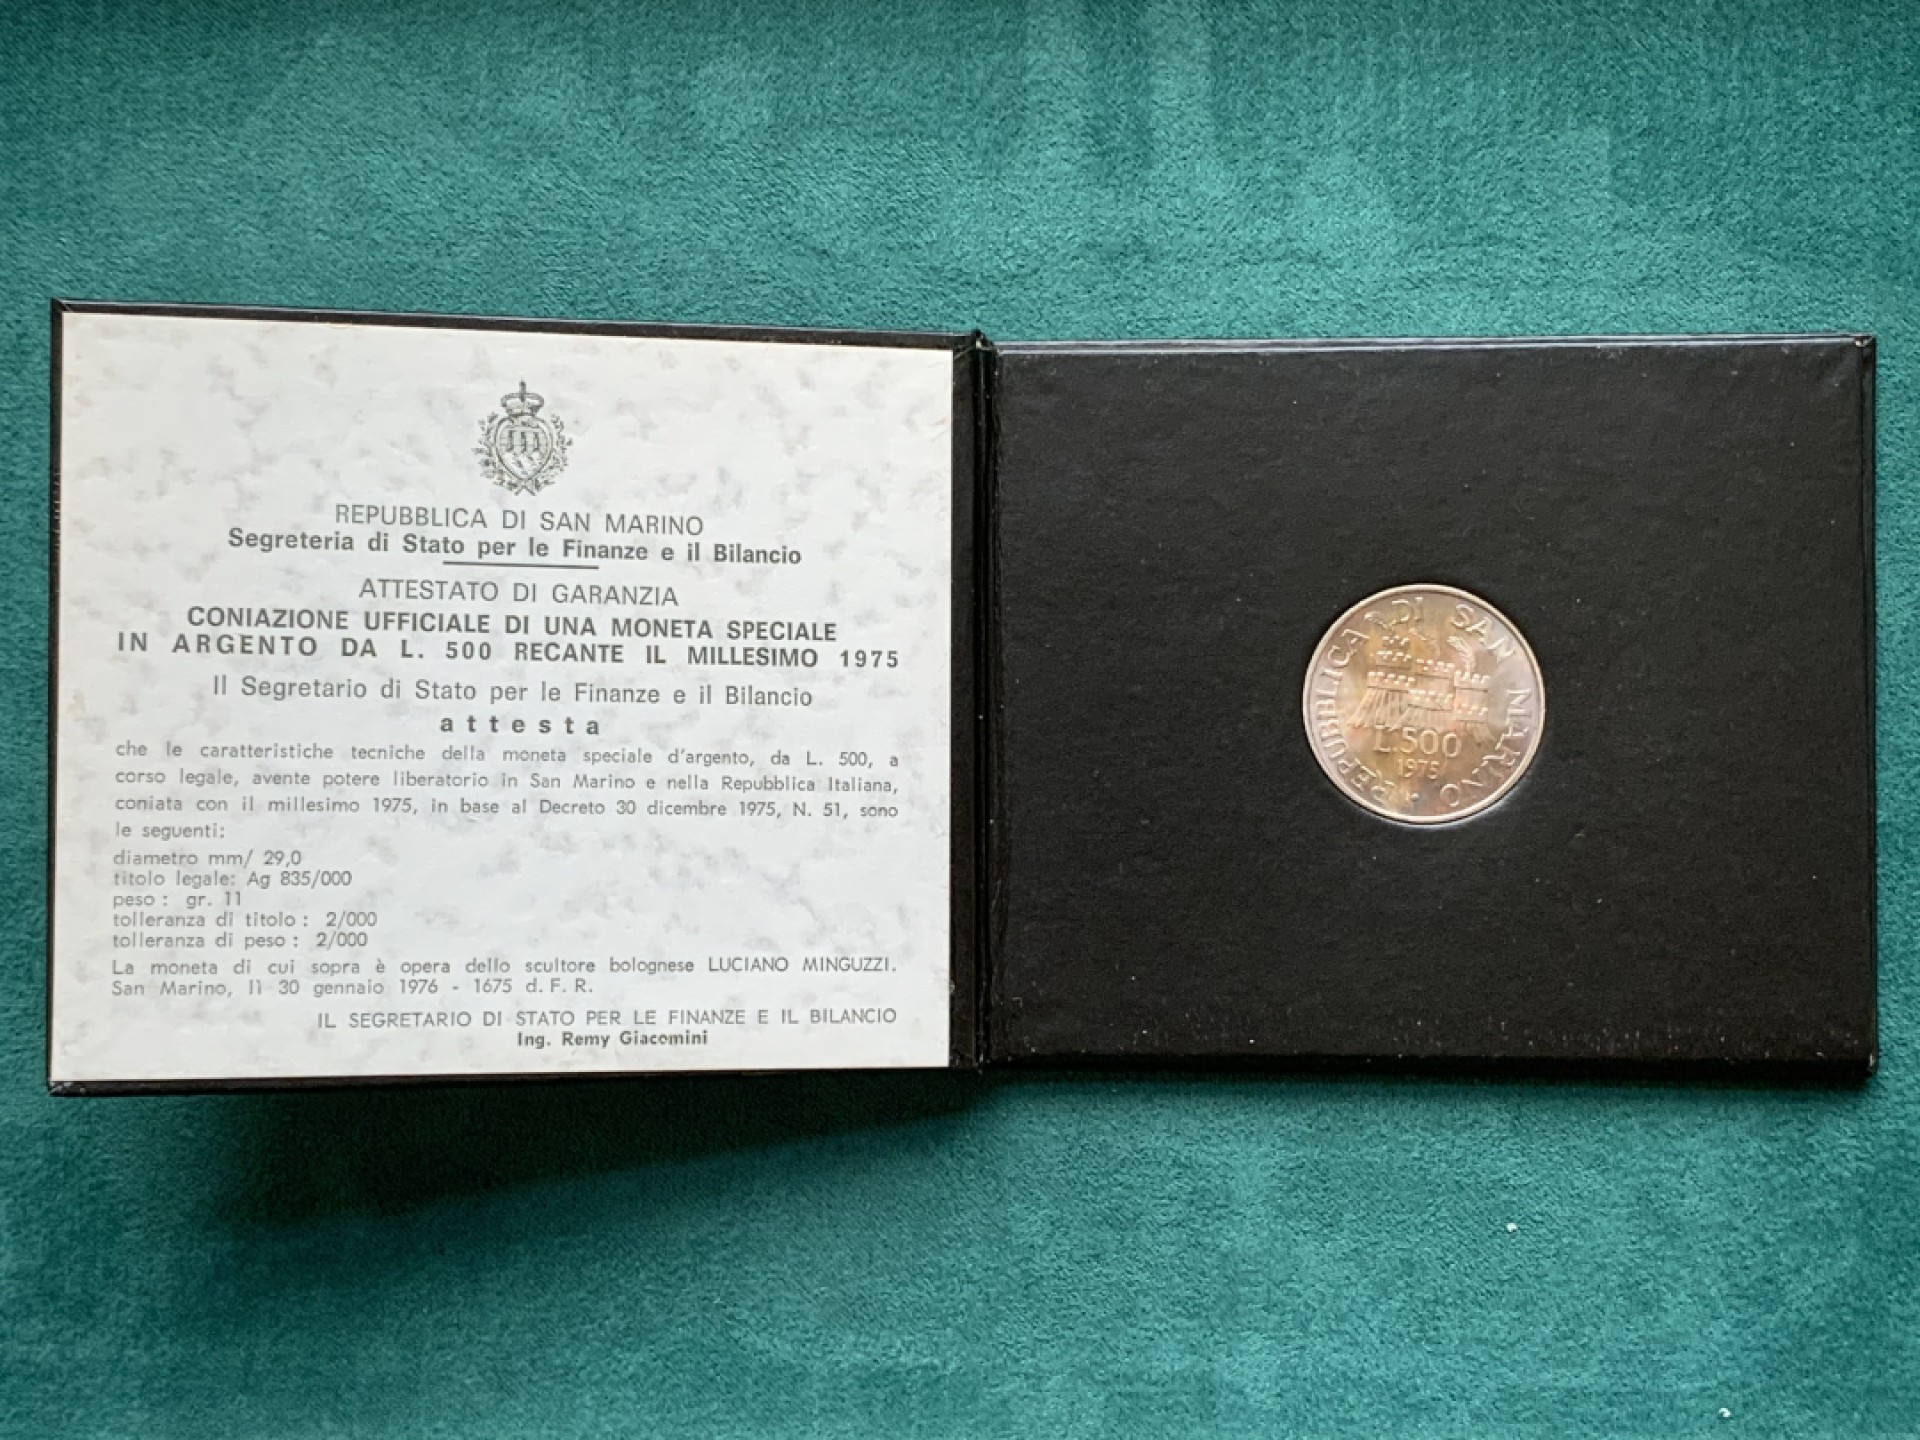 REPUBBLICA DI SAN MARINO
Segreteria di Stato per le Finanze e il Bilancio
ATTESTATO DI GARANZIA
CONIAZIONE UFFICIALE DI UNA MONETA SPECIALE
IN ARGENTO DA L. 500 RECANTE IL MILLESIMO 1975
Il Segretario di Stato per le Finanze e il Bilancio
attesta
che le caratteristiche tecniche della moneta speciale d'argento, da L. 500, a
corso legale, avente potere liberatorio in San Marino e nella Repubblica Italiana,
coniata con il millesimo 1975, in base al Decreto 30 dicembre 1975, N. 51, sono
le seguenti:
diametro mm/ 29,0
titolo legale: Ag 835/000
peso : gr. 11
tolleranza di titolo : 2/000
tolleranza di peso : 2/000
La moneta di cui sopra è opera dello scultore bolognese LUCIANO MINGUZZI.
San Marino, lì 30 gennaio 1976 - 1675 d. F. R.
IL SEGRETARIO DI STATO PER LE FINANZE E IL BILANCIO
Ing. Remy Giacomini
REPUBBLICA DI SAN MARINO
L.500
1975